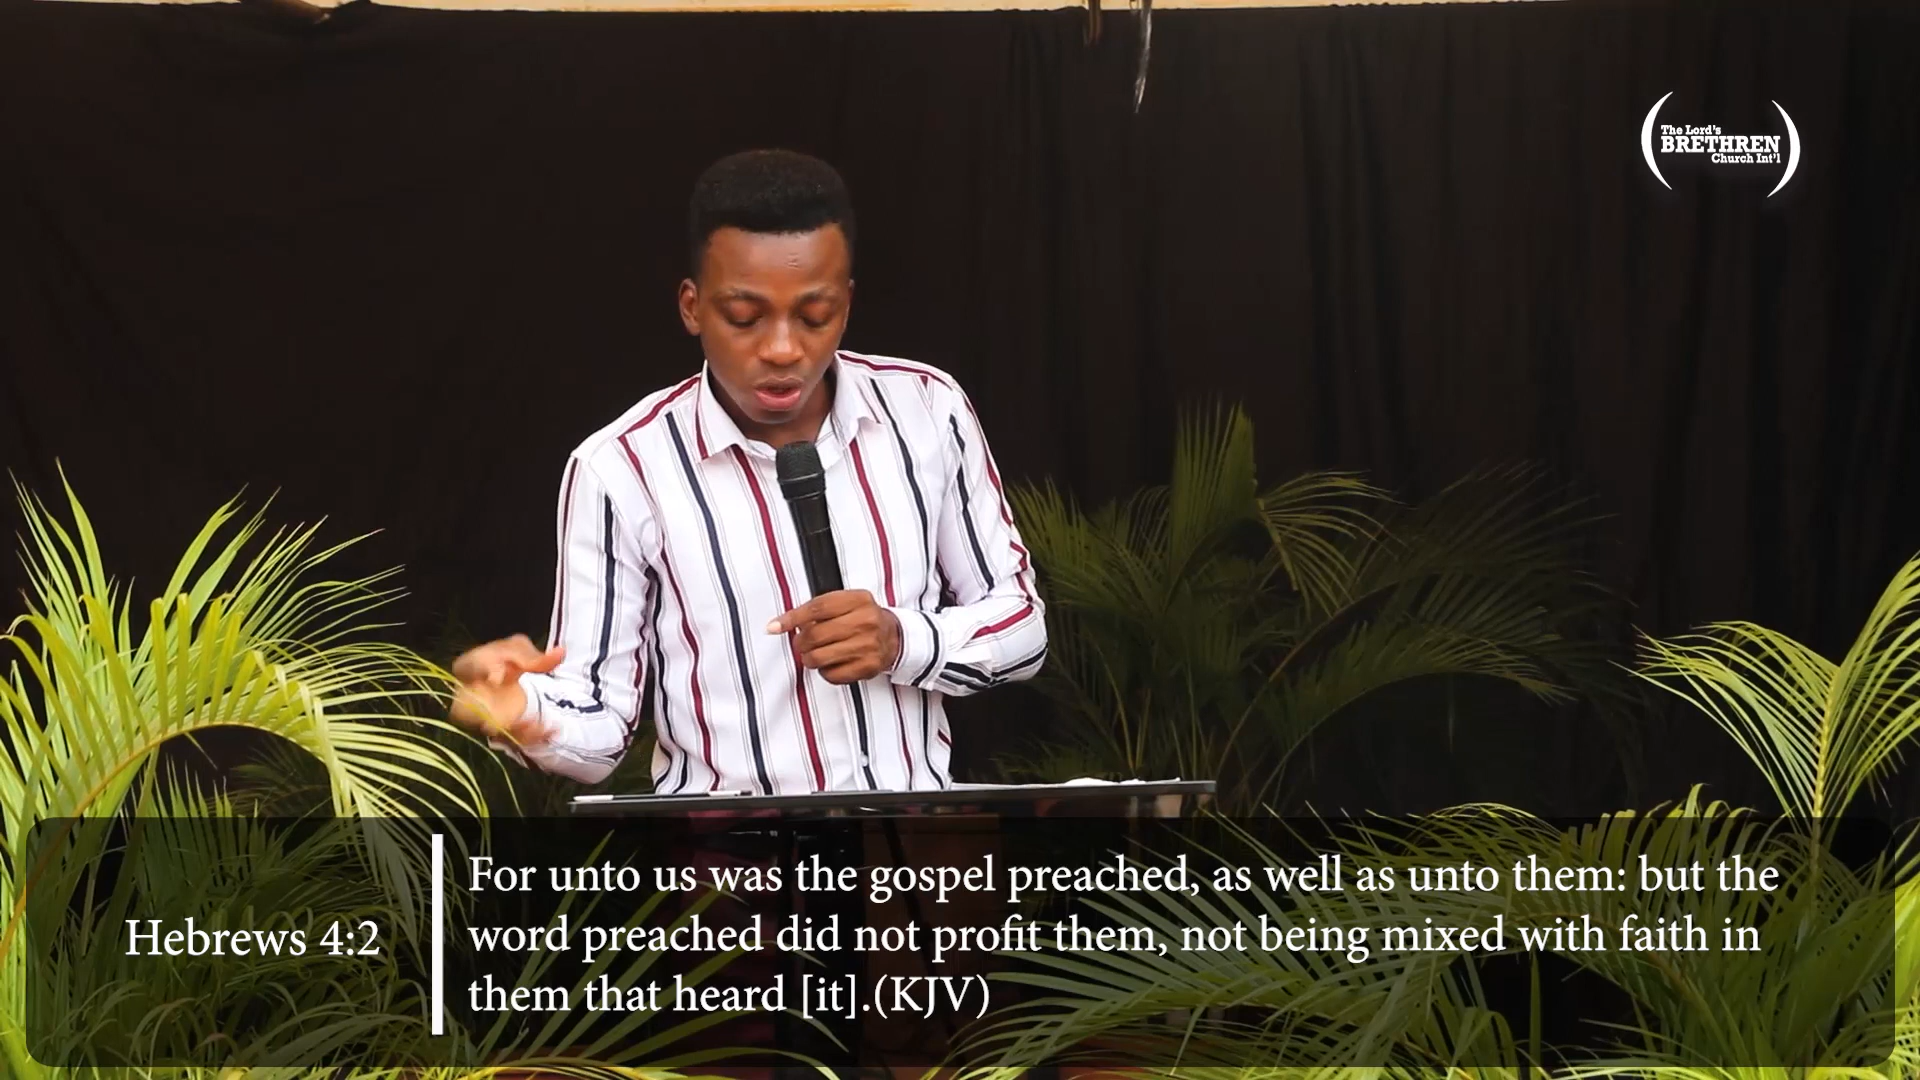 The Lord's
BRETHREN
Church Int'l
Hebrews 4:2
For unto us was the gospel preached, as well as unto them: but the
word preached did not profit them, not being mixed with faith in
them that heard [it].(KJV)